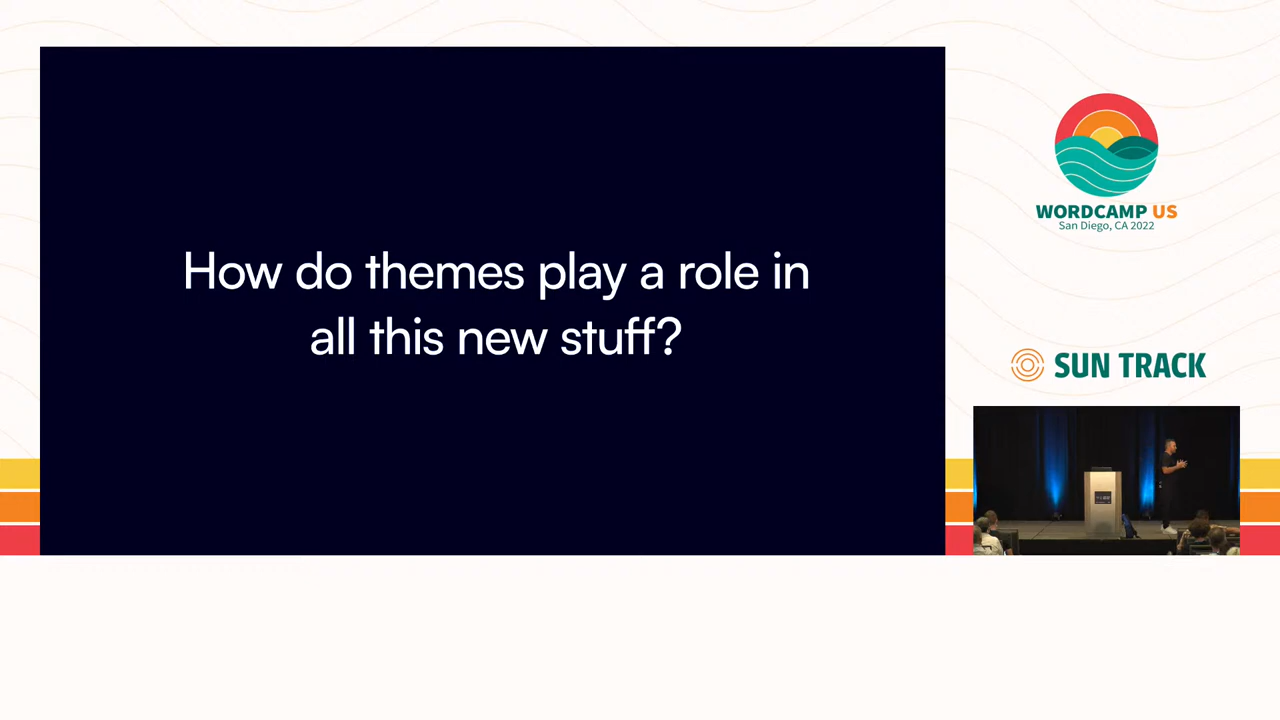 How do themes play a role in
all this new stuff?
WORDCAMP US
San Diego, CA 2022
SUN TRACK